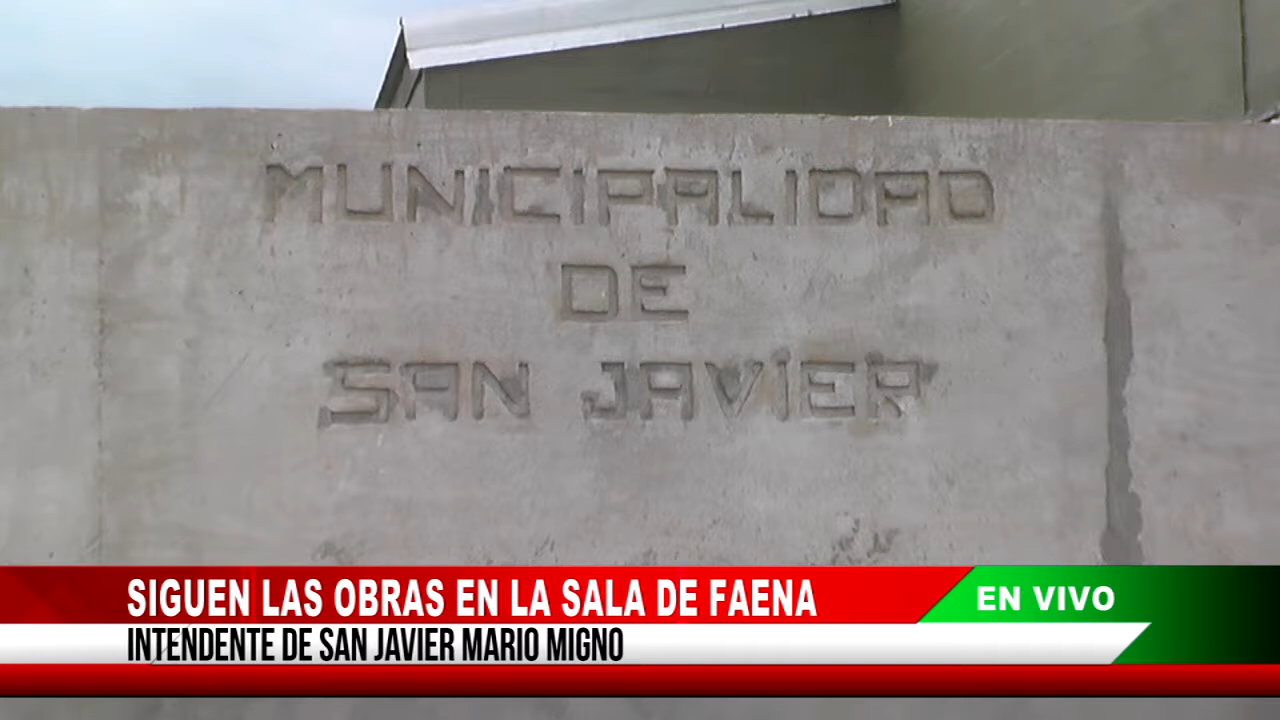 MUNICIPALIDAD
DE
SAN JAVIER
SIGUEN LAS OBRAS EN LA SALA DE FAENA
EN VIVO
INTENDENTE DE SAN JAVIER MARIO MIGNO